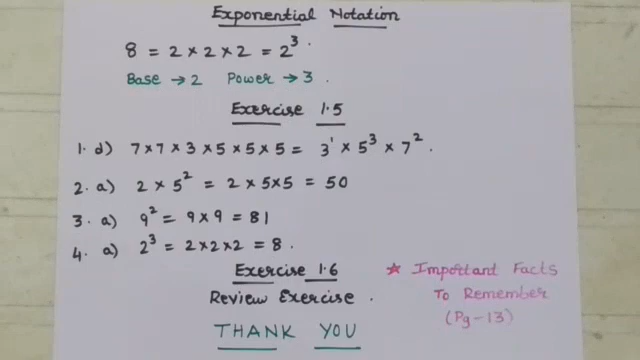 Exponential Notation
8 = 2 × 2 × 2 = 2³.
Base → 2 Power → 3.
Exercise 1.5
1. d) 7×7×3×5×5×5 = 3¹ × 5³ × 7².
2. a) 2 × 5² = 2 × 5×5 = 50
3. a) 9² = 9×9 = 81
4. a) 2³ = 2×2×2 = 8.
Exercise 1.6
Review Exercise.
★ Important Facts
To Remember
(Pg-13)
THANK YOU